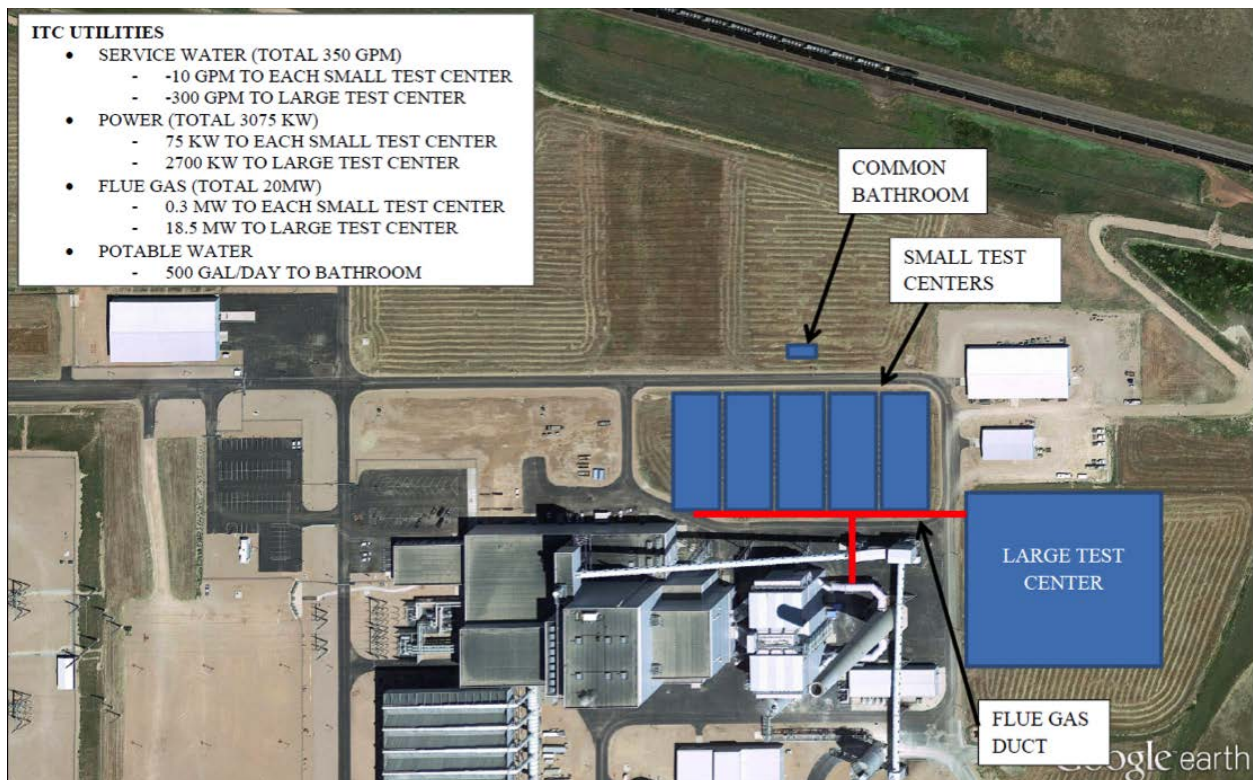 ITC UTILITIES
• SERVICE WATER (TOTAL 350 GPM)
- -10 GPM TO EACH SMALL TEST CENTER
- -300 GPM TO LARGE TEST CENTER
• POWER (TOTAL 3075 KW)
- 75 KW TO EACH SMALL TEST CENTER
- 2700 KW TO LARGE TEST CENTER
• FLUE GAS (TOTAL 20MW)
- 0.3 MW TO EACH SMALL TEST CENTER
- 18.5 MW TO LARGE TEST CENTER
• POTABLE WATER
- 500 GAL/DAY TO BATHROOM
COMMON
BATHROOM
SMALL TEST
CENTERS
LARGE TEST
CENTER
FLUE GAS
DUCT
Google earth